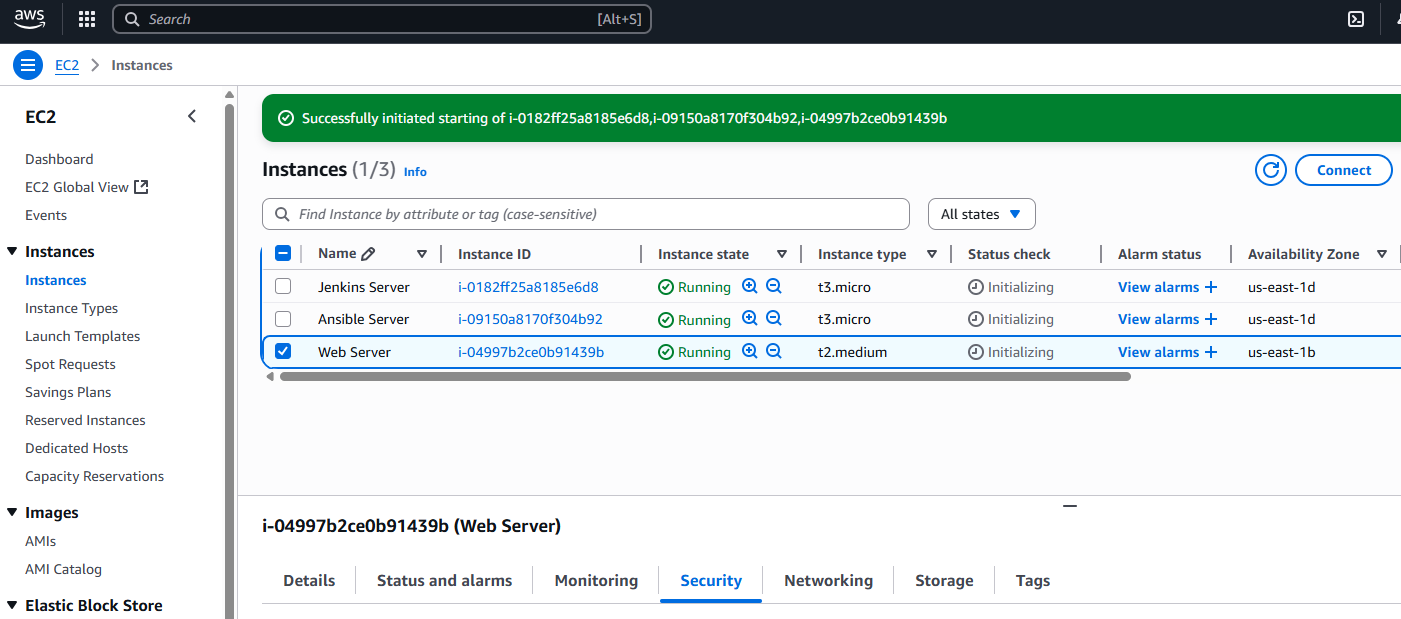 aws
Search [Alt+S]
EC2 Instances
EC2
Dashboard
EC2 Global View
Events
Instances
Instances
Instance Types
Launch Templates
Spot Requests
Savings Plans
Reserved Instances
Dedicated Hosts
Capacity Reservations
Images
AMIs
AMI Catalog
Elastic Block Store
Successfully initiated starting of i-0182ff25a8185e6d8,i-09150a8170f304b92,i-04997b2ce0b91439b
Instances (1/3) Info Connect
Find Instance by attribute or tag (case-sensitive) All states
Name Instance ID Instance state Instance type Status check Alarm status Availability Zone
Jenkins Server i-0182ff25a8185e6d8 Running t3.micro Initializing View alarms + us-east-1d
Ansible Server i-09150a8170f304b92 Running t3.micro Initializing View alarms + us-east-1d
Web Server i-04997b2ce0b91439b Running t2.medium Initializing View alarms + us-east-1b
i-04997b2ce0b91439b (Web Server)
Details Status and alarms Monitoring Security Networking Storage Tags